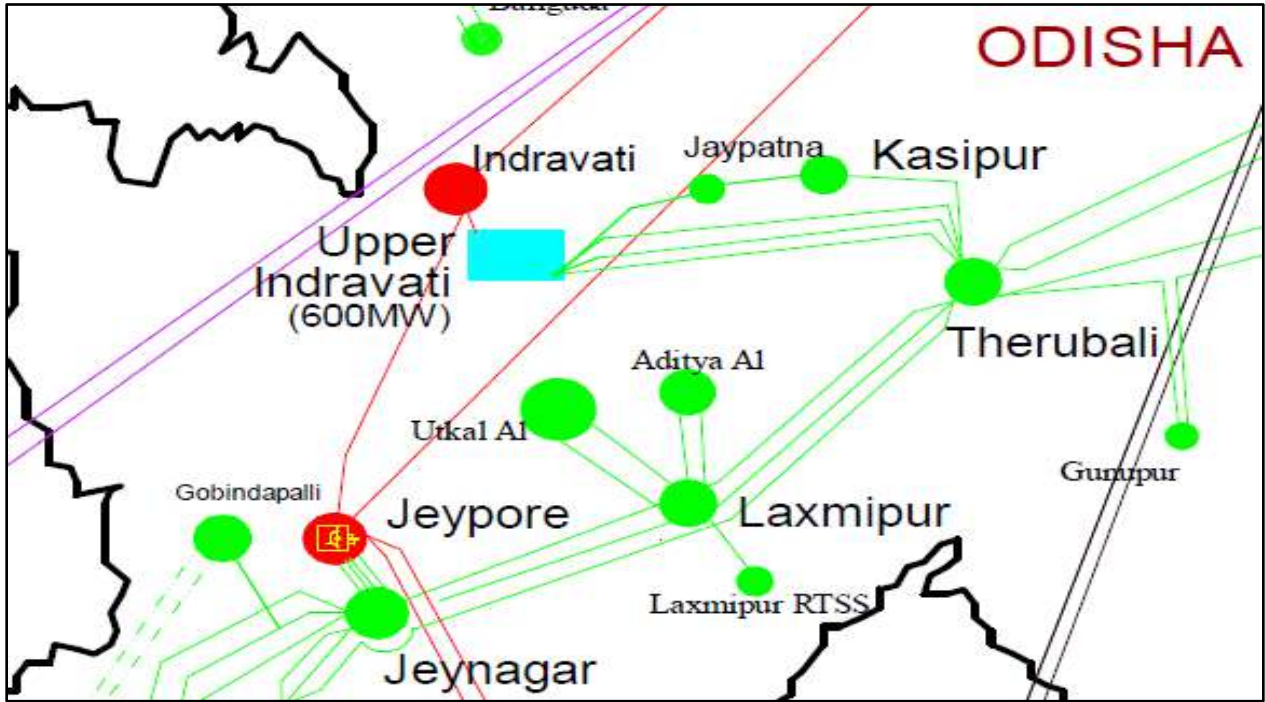 ODISHA
Indravati
Jaypatna
Kasipur
Upper
Indravati
(600MW)
Therubali
Aditya Al
Utkal Al
Gunupur
Gobindapalli
Jeypore
Laxmipur
Laxmipur RTSS
Jeynagar